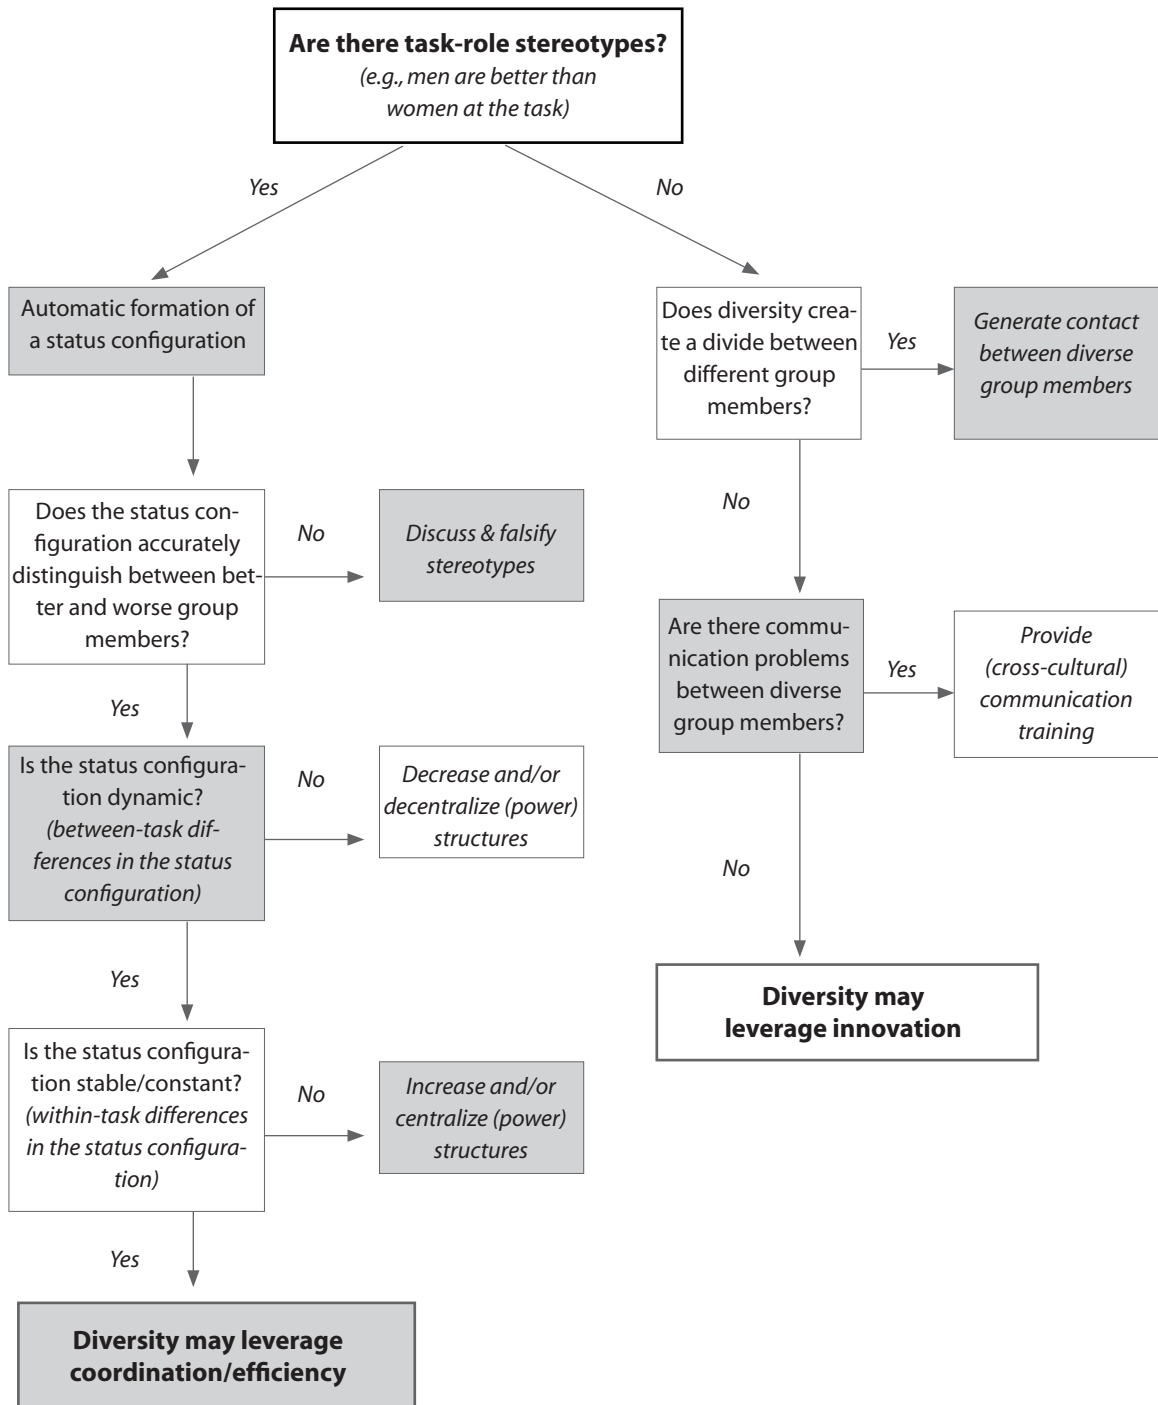 Are there task-role stereotypes?
(e.g., men are better than
women at the task)
Yes
No
Automatic formation of
a status configuration
Does the status con-
figuration accurately
distinguish between bet-
ter and worse group
members?
No
Discuss & falsify
stereotypes
Yes
Is the status configura-
tion dynamic?
(between-task dif-
ferences in the status
configuration)
No
Decrease and/or
decentralize (power)
structures
Yes
Is the status configura-
tion stable/constant?
(within-task differences
in the status configura-
tion)
No
Increase and/or
centralize (power)
structures
Yes
Diversity may leverage
coordination/efficiency
Does diversity crea-
te a divide between
different group
members?
Yes
Generate contact
between diverse
group members
No
Are there commu-
nication problems
between diverse
group members?
Yes
Provide
(cross-cultural)
communication
training
No
Diversity may
leverage innovation